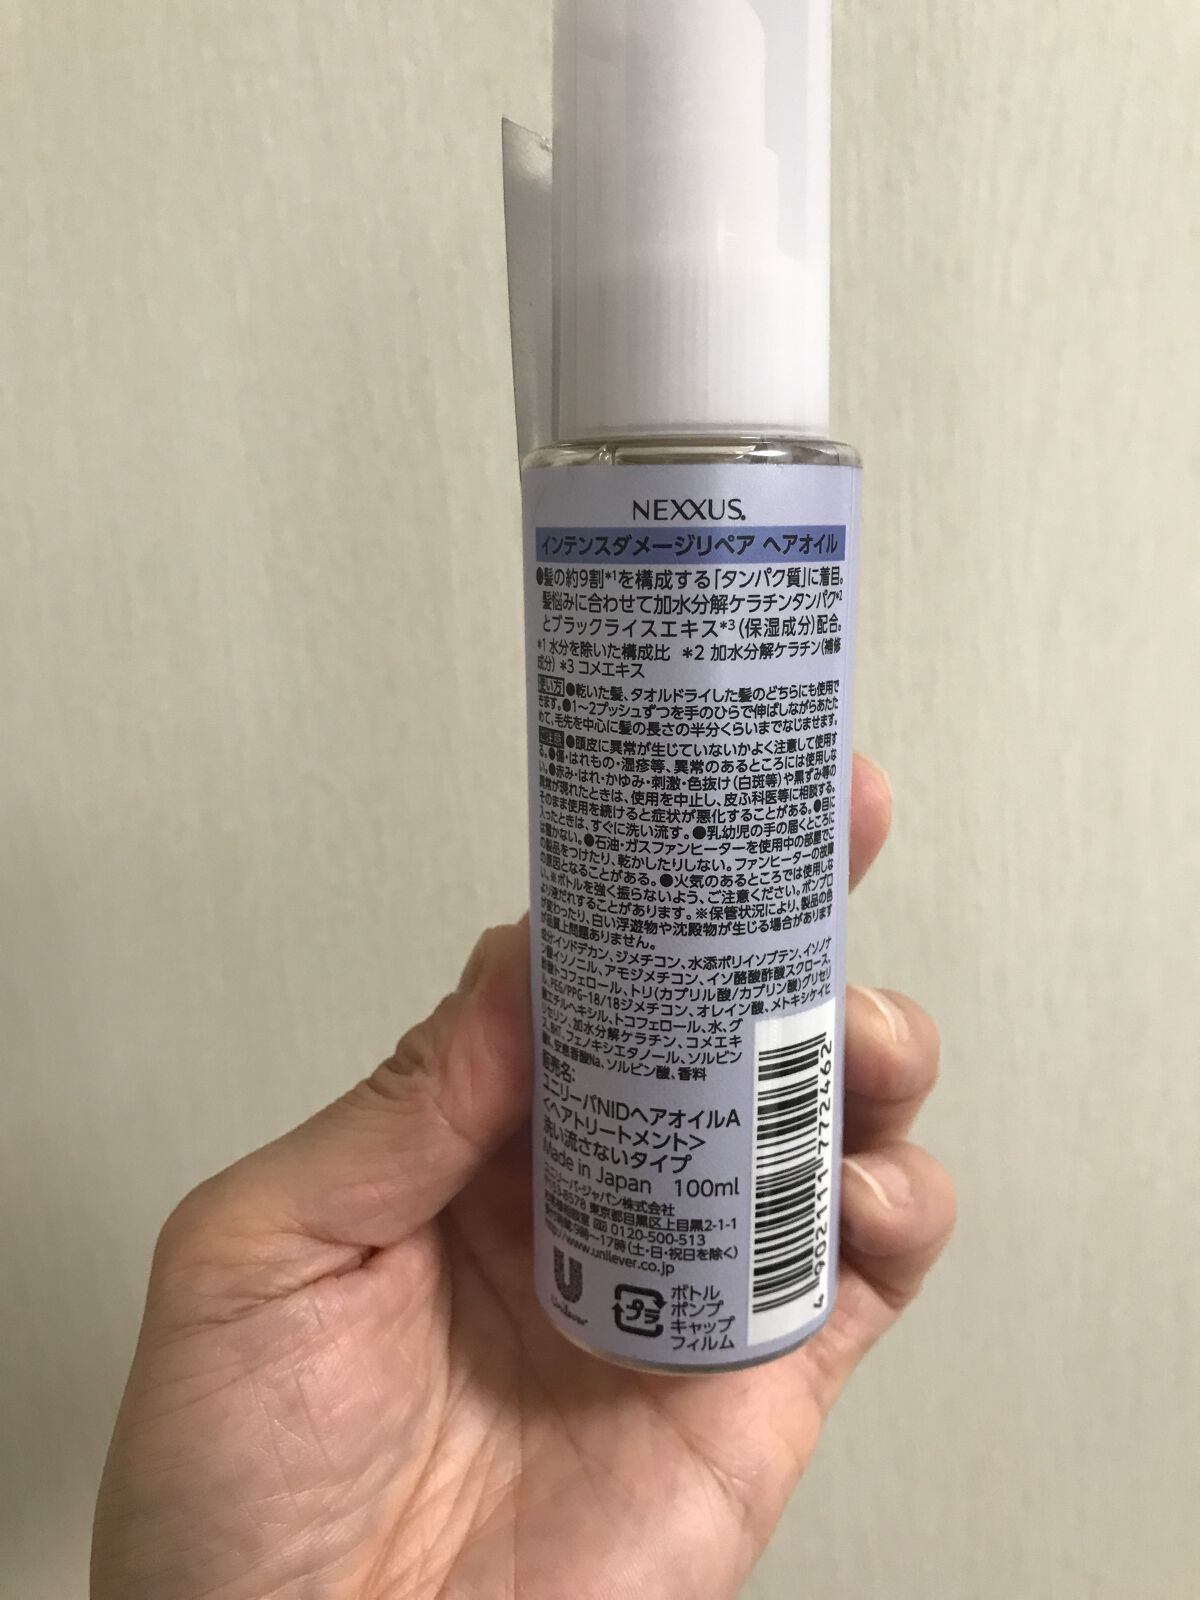 NEXXUS.
インテンスダメージリペア ヘアオイル
●髪の約9割*1を構成する「タンパク質」に着目。
髪悩みに合わせて加水分解ケラチンタンパク*2
とブラックライスエキス*3(保湿成分)配合。
*1 水分を除いた構成比 *2 加水分解ケラチン(補修
成分) *3 コメエキス
使い方 ●乾いた髪、タオルドライした髪のどちらにも使用で
きます。●1〜2プッシュずつを手のひらで伸ばしながらあたた
めて、毛先を中心に髪の長さの半分くらいまでなじませます。
ご注意 ●頭皮に異常が生じていないかよく注意して使用す
る。●傷・はれもの・湿疹等、異常のあるところには使用しな
い。●赤み・はれ・かゆみ・刺激・色抜け(白斑等)や黒ずみ等の
異常が現れたときは、使用を中止し、皮ふ科医等に相談する。
そのまま使用を続けると症状が悪化することがある。●目に
入ったときは、すぐに洗い流す。●乳幼児の手の届くところに
は置かない。●石油・ガスファンヒーターを使用中の部屋でこ
の製品をつけたり、乾かしたりしない。ファンヒーターの故障
の原因となることがある。●火気のあるところでは使用しな
い。※ボトルを強く振らないよう、ご注意ください。ポンプ口
より液だれすることがあります。※保管状況により、製品の色
が変わったり、白い浮遊物や沈殿物が生じる場合があります
が品質上問題ありません。
成分:イソドデカン、ジメチコン、水添ポリイソブテン、イソノナ
ン酸イソノニル、アモジメチコン、イソ酪酸酢酸スクロース、
酢酸トコフェロール、トリ(カプリル酸/カプリン酸)グリセリ
ル、PEG/PPG-18/18ジメチコン、オレイン酸、メトキシケイヒ
酸エチルヘキシル、トコフェロール、水、グ
リセリン、加水分解ケラチン、コメエキ
ス、BHT、フェノキシエタノール、ソルビン
酸K、安息香酸Na、ソルビン酸、香料
販売名:
ユニリーバNIDヘアオイルA
<ヘアトリートメント>
洗い流さないタイプ
Made in Japan 100ml
ユニリーバ・ジャパン株式会社
〒153-8578 東京都目黒区上目黒2-1-1
お客様相談室 0120-500-513
受付時間 9時〜17時(土・日・祝日を除く)
http://www.unilever.co.jp
Unilever
プラ
ボトル
ポンプ
キャップ
フィルム
4902111772462